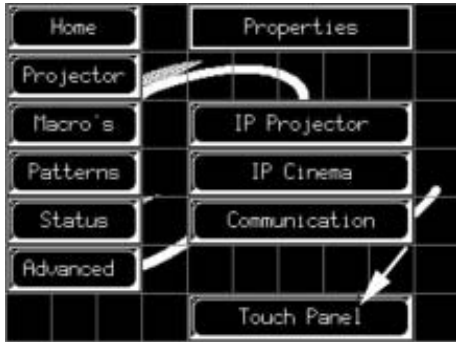 Home
Properties
Projector
Macro's
IP Projector
Patterns
IP Cinema
Status
Communication
Advanced
Touch Panel